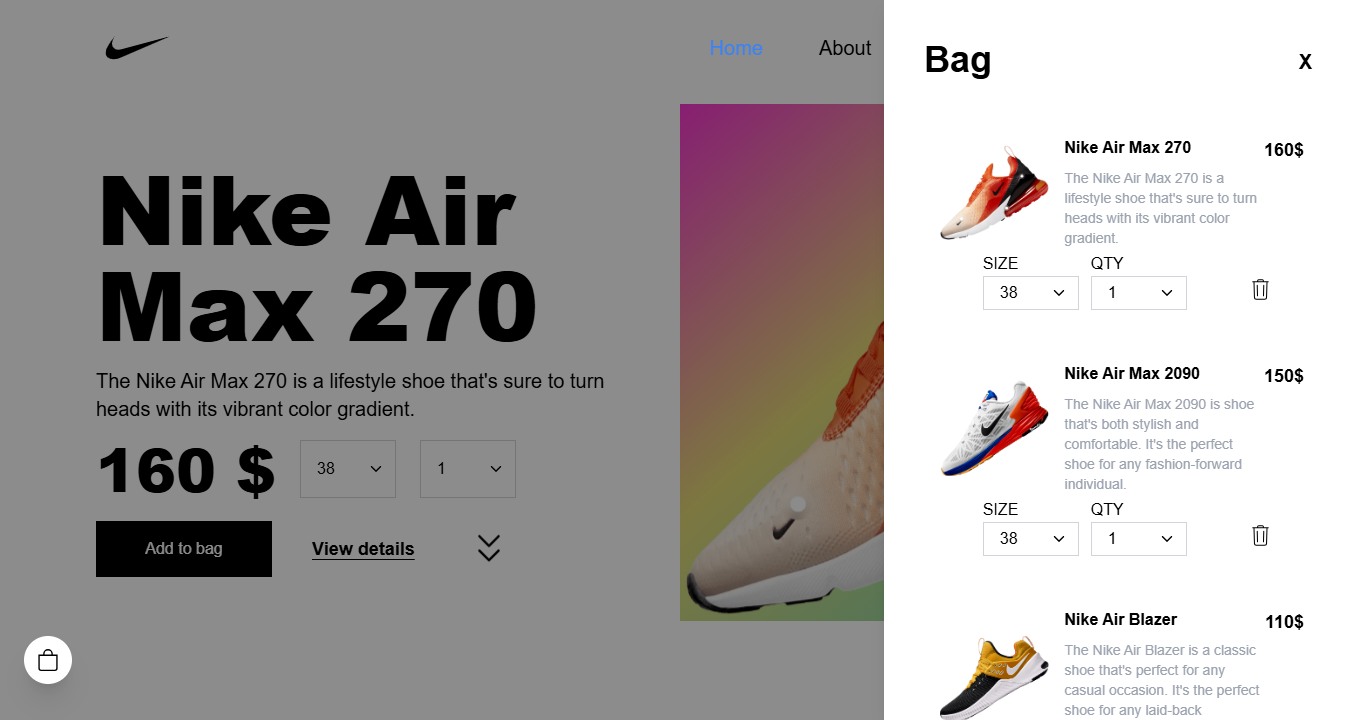 Home About
Nike Air
Max 270
The Nike Air Max 270 is a lifestyle shoe that's sure to turn
heads with its vibrant color gradient.
160 $ 38 1
Add to bag View details
Bag X
Nike Air Max 270 160$
The Nike Air Max 270 is a
lifestyle shoe that's sure to turn
heads with its vibrant color
gradient.
SIZE QTY
38 1
Nike Air Max 2090 150$
The Nike Air Max 2090 is shoe
that's both stylish and
comfortable. It's the perfect
shoe for any fashion-forward
individual.
SIZE QTY
38 1
Nike Air Blazer 110$
The Nike Air Blazer is a classic
shoe that's perfect for any
casual occasion. It's the perfect
shoe for any laid-back